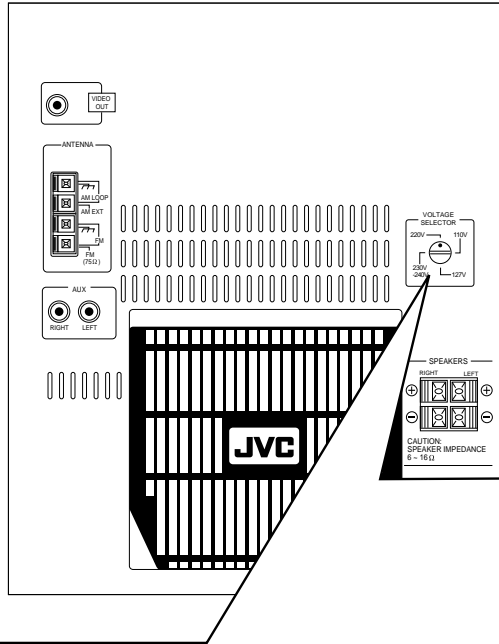 VIDEO
OUT
ANTENNA
AM LOOP
AM EXT
FM
FM
(75Ω)
AUX
RIGHT
LEFT
JVC
VOLTAGE
SELECTOR
220V
110V
230V
-240V
127V
SPEAKERS
RIGHT
LEFT
+
+
−
−
CAUTION:
SPEAKER IMPEDANCE
6 ~ 16Ω